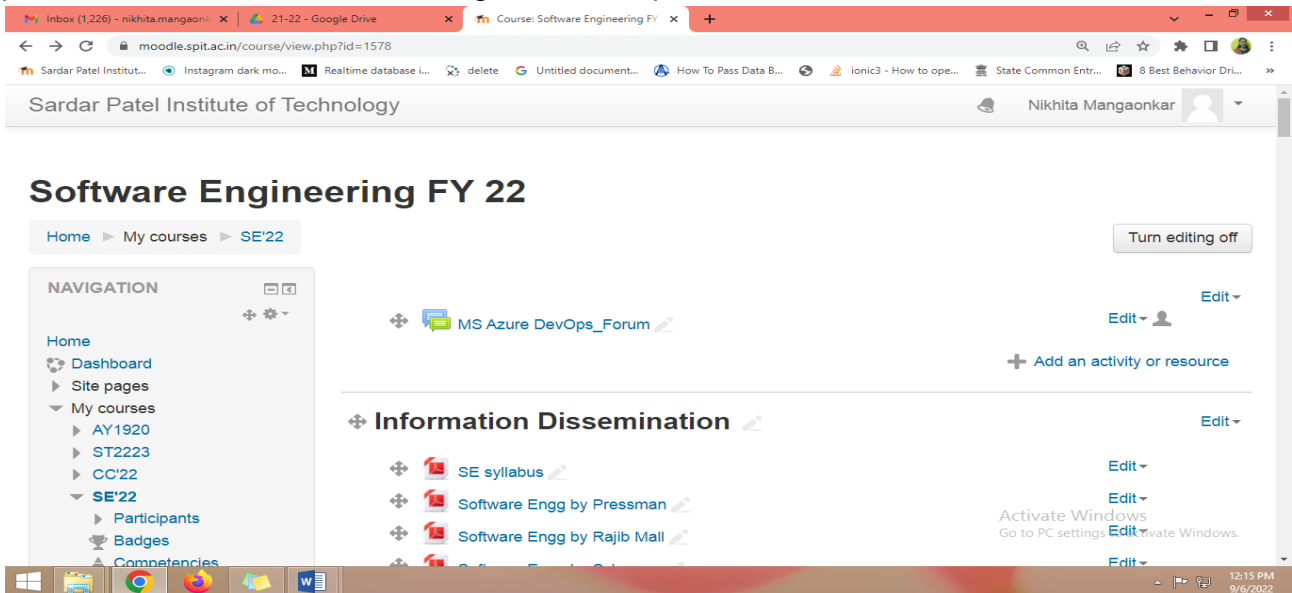 Inbox (1,226) - nikhita.mangaonk
21-22 - Google Drive
Course: Software Engineering FY
moodle.spit.ac.in/course/view.php?id=1578
Sardar Patel Institut...
Instagram dark mo...
Realtime database i...
delete
Untitled document...
How To Pass Data B...
ionic3 - How to ope...
State Common Entr...
8 Best Behavior Dri...
Sardar Patel Institute of Technology
Nikhita Mangaonkar
Software Engineering FY 22
Home My courses SE'22
Turn editing off
NAVIGATION
Home
Dashboard
Site pages
My courses
AY1920
ST2223
CC'22
SE'22
Participants
Badges
Competencies
Edit
MS Azure DevOps_Forum
Edit
Add an activity or resource
Information Dissemination
Edit
SE syllabus
Edit
Software Engg by Pressman
Edit
Software Engg by Rajib Mall
Edit
Edit
Activate Windows
Go to PC settings to activate Windows.
12:15 PM
9/6/2022